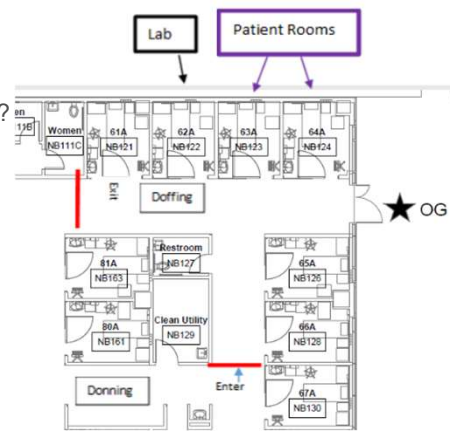 Lab
Patient Rooms
?
Women
NB111C
61A
NB121
62A
NB122
63A
NB123
64A
NB124
Exit
Doffing
OG
81A
NB163
Restroom
NB127
65A
NB126
80A
NB161
Clean Utility
NB129
66A
NB128
Donning
Enter
67A
NB130